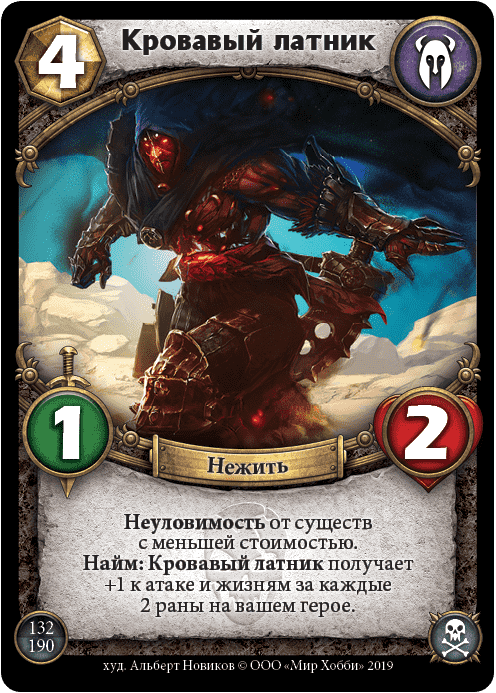 4
Кровавый латник
1
2
Нежить
Неуловимость от существ
с меньшей стоимостью.
Найм: Кровавый латник получает
+1 к атаке и жизням за каждые
2 раны на вашем герое.
132
190
худ. Альберт Новиков © ООО «Мир Хобби» 2019